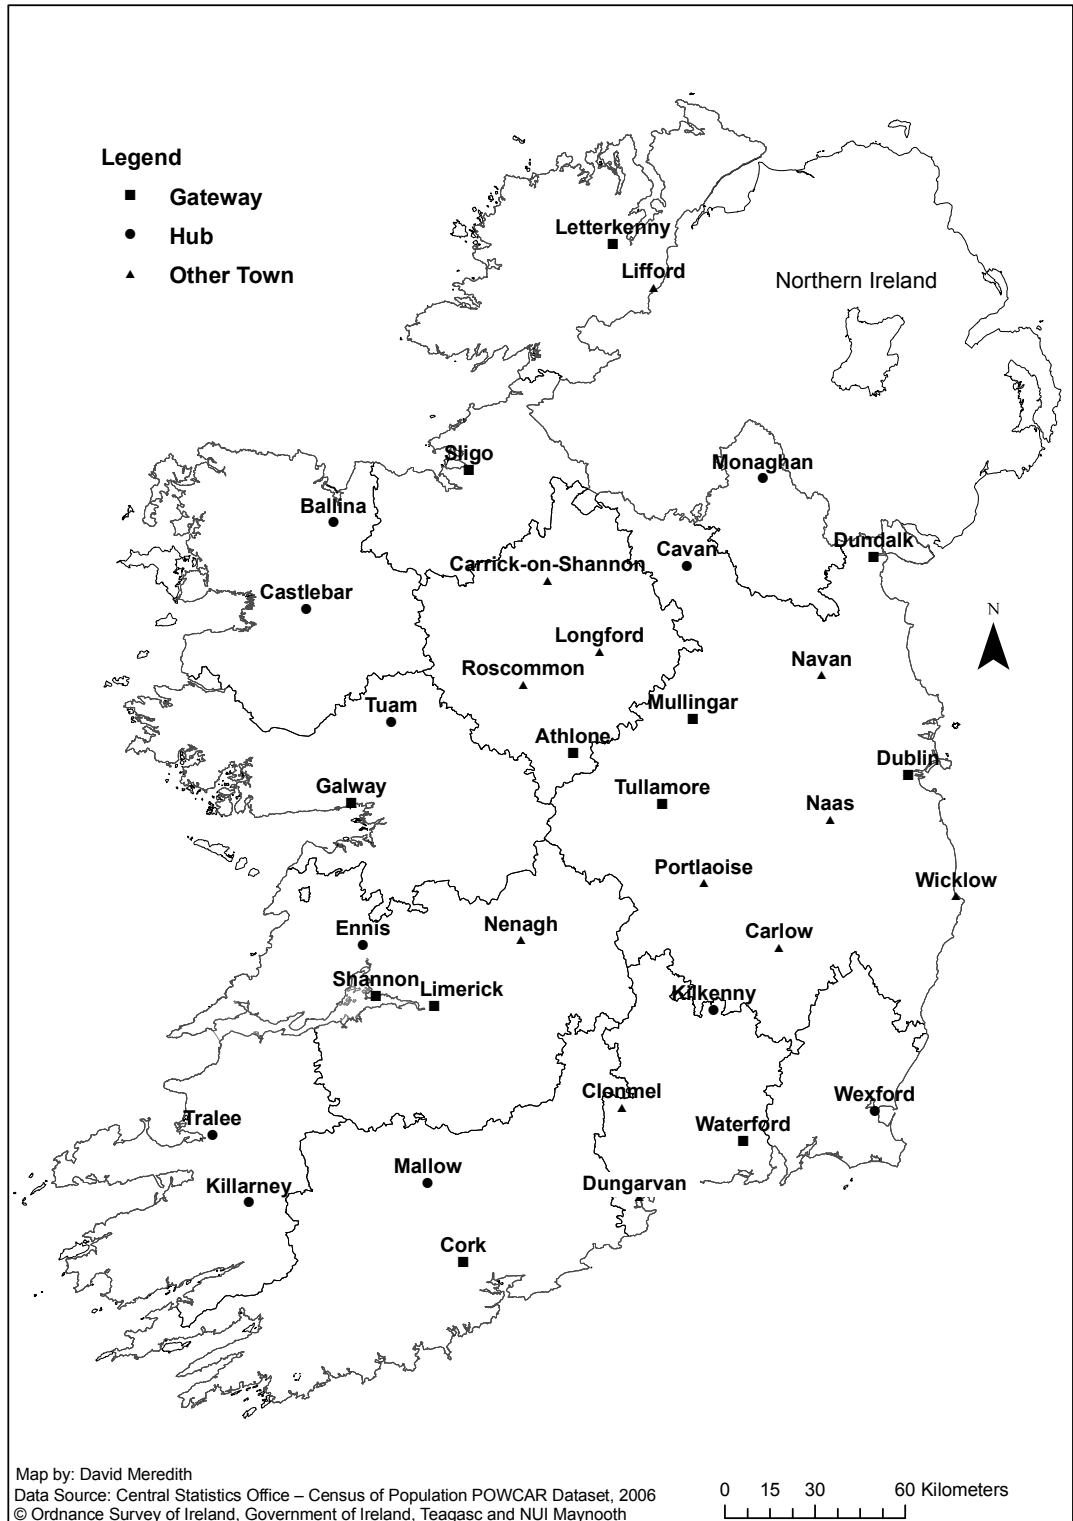 Legend
Gateway
Hub
Other Town
Letterkenny
Lifford
Northern Ireland
Sligo
Monaghan
Ballina
Dundalk
Cavan
Carrick-on-Shannon
Castlebar
N
Longford
Navan
Roscommon
Mullingar
Tuam
Athlone
Dublin
Galway
Tullamore
Naas
Portlaoise
Wicklow
Nenagh
Ennis
Carlow
Shannon
Limerick
Kilkenny
Clonmel
Wexford
Tralee
Waterford
Mallow
Killarney
Dungarvan
Cork
Map by: David Meredith
Data Source: Central Statistics Office – Census of Population POWCAR Dataset, 2006
© Ordnance Survey of Ireland, Government of Ireland, Teagasc and NUI Maynooth
0 15 30 60 Kilometers